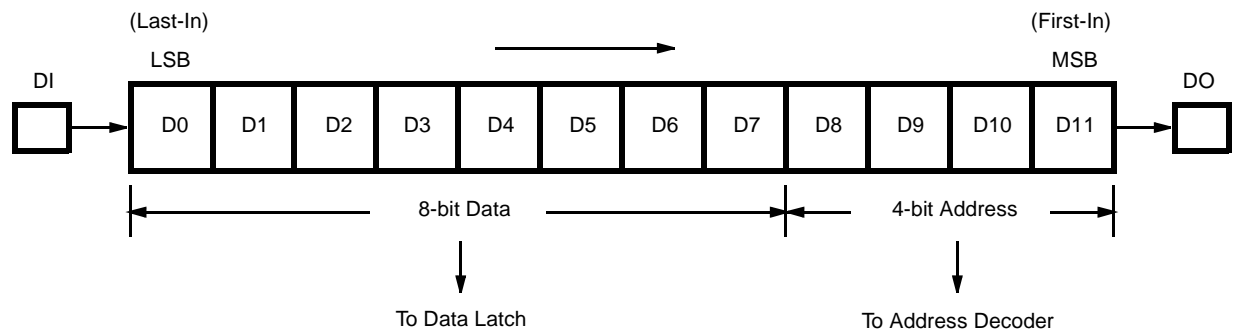 (Last-In) (First-In)
LSB MSB
DI DO
D0 D1 D2 D3 D4 D5 D6 D7 D8 D9 D10 D11
8-bit Data 4-bit Address
To Data Latch To Address Decoder